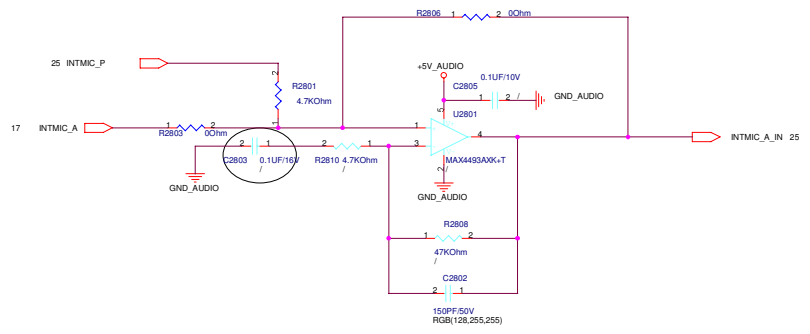 R2806
1
2
0Ohm
25 INTMIC_P
+5V_AUDIO
2
R2801
4.7KOhm
1
0.1UF/10V
C2805
1
2
/
GND_AUDIO
5
U2801
17 INTMIC_A
1
2
R2803
0Ohm
1
4
INTMIC_A_IN 25
2
1
3
C2803
0.1UF/16V
/
R2810
4.7KOhm
/
MAX4493AXK+T
/
2
GND_AUDIO
GND_AUDIO
R2808
1
2
47KOhm
/
C2802
2
1
150PF/50V
RGB(128,255,255)